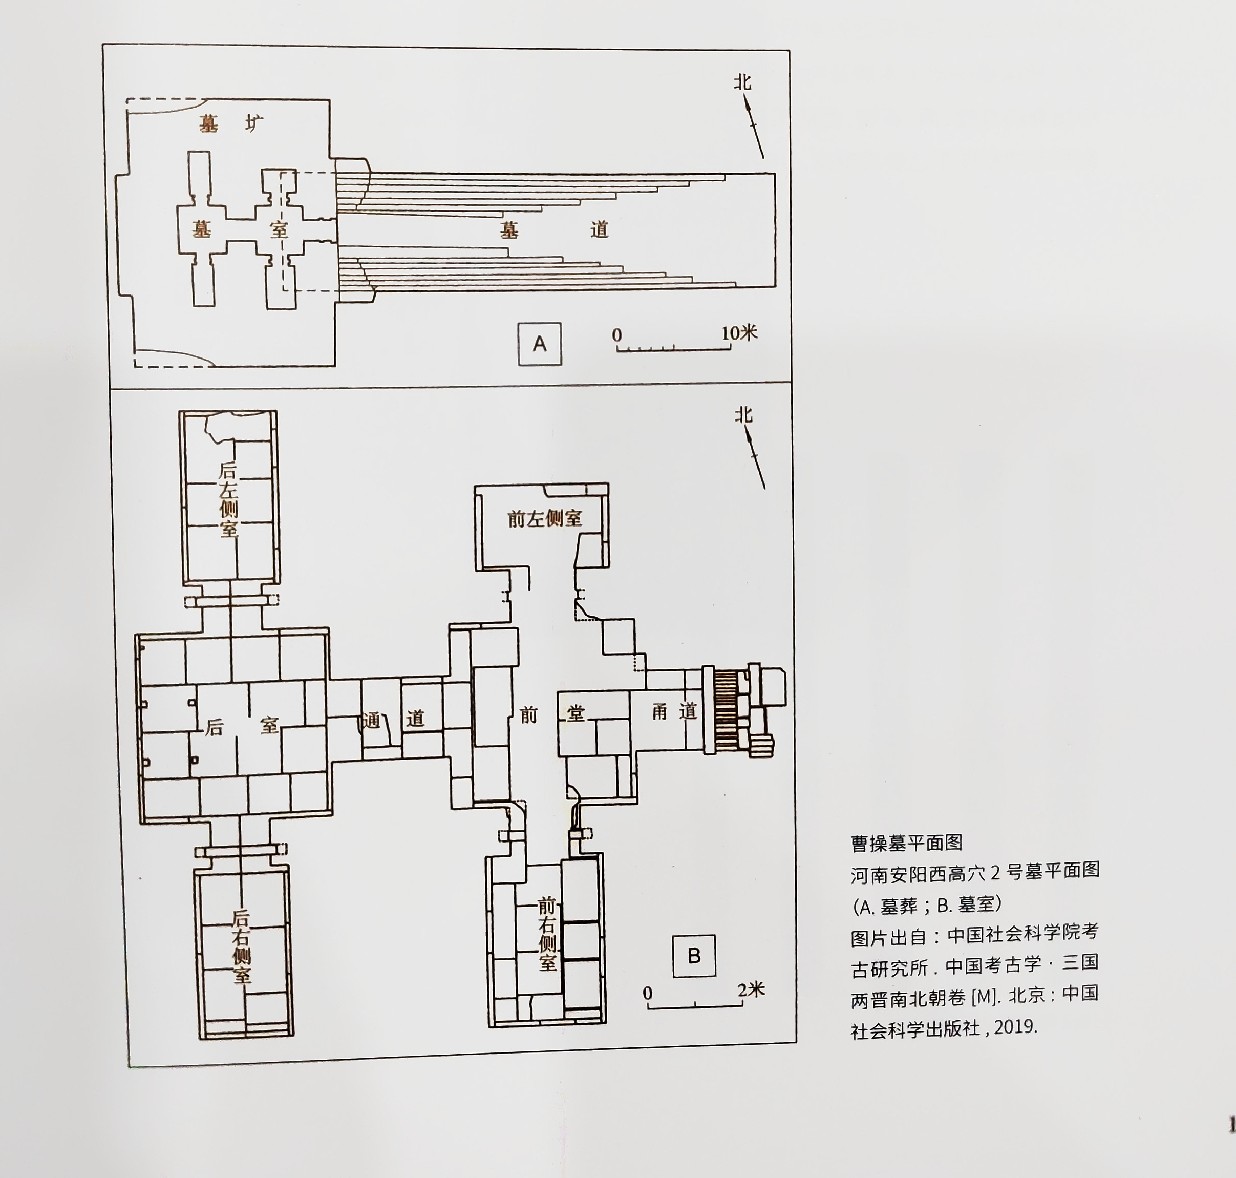 北
墓 圹
墓 室
墓 道
A
0 10米
北
后左侧室
前左侧室
后 室
通 道
前 堂
甬 道
后右侧室
前右侧室
B
0 2米
曹操墓平面图
河南安阳西高穴 2 号墓平面图
（A. 墓葬；B. 墓室）
图片出自：中国社会科学院考
古研究所 . 中国考古学 · 三国
两晋南北朝卷 [M]. 北京：中国
社会科学出版社 , 2019.
1